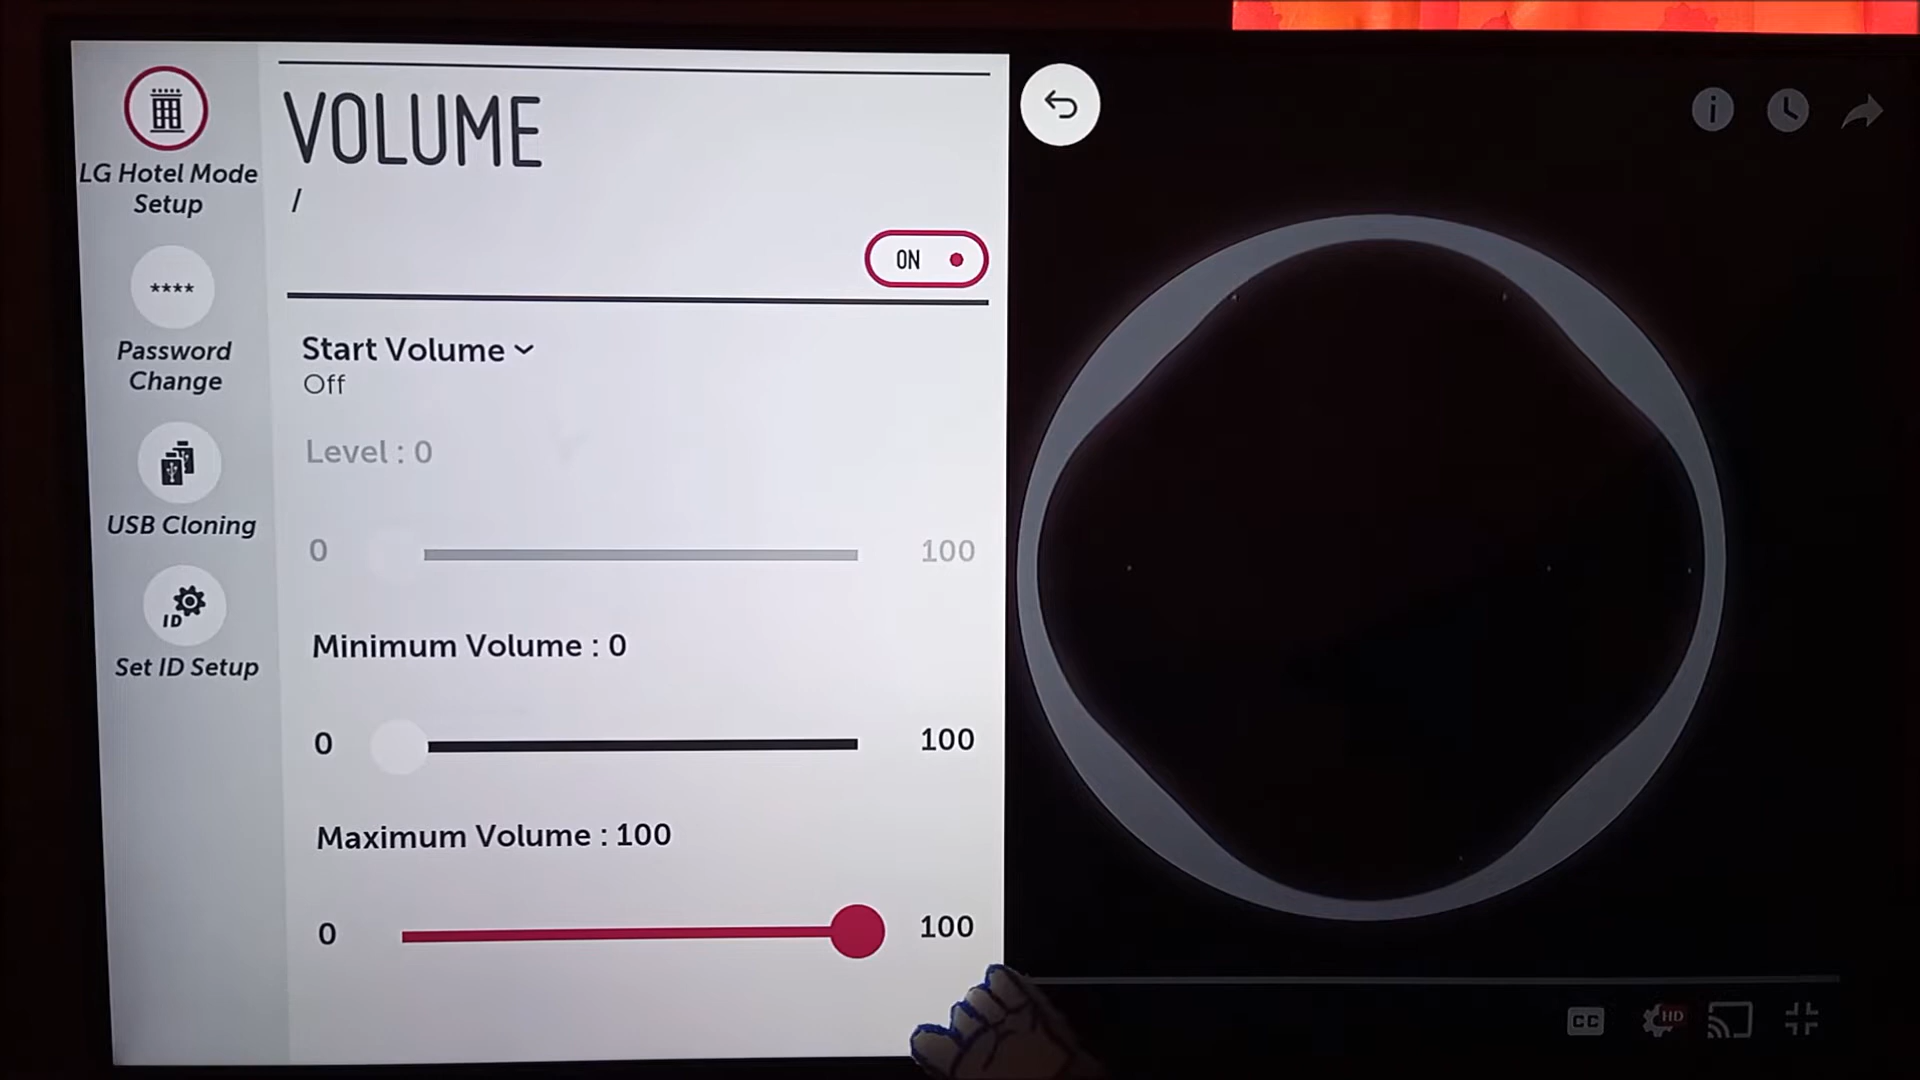 LG Hotel Mode
Setup
****
Password
Change
USB Cloning
ID
Set ID Setup
VOLUME
/
ON
Start Volume
Off
Level : 0
0 100
Minimum Volume : 0
0 100
Maximum Volume : 100
0 100
i
CC
HD